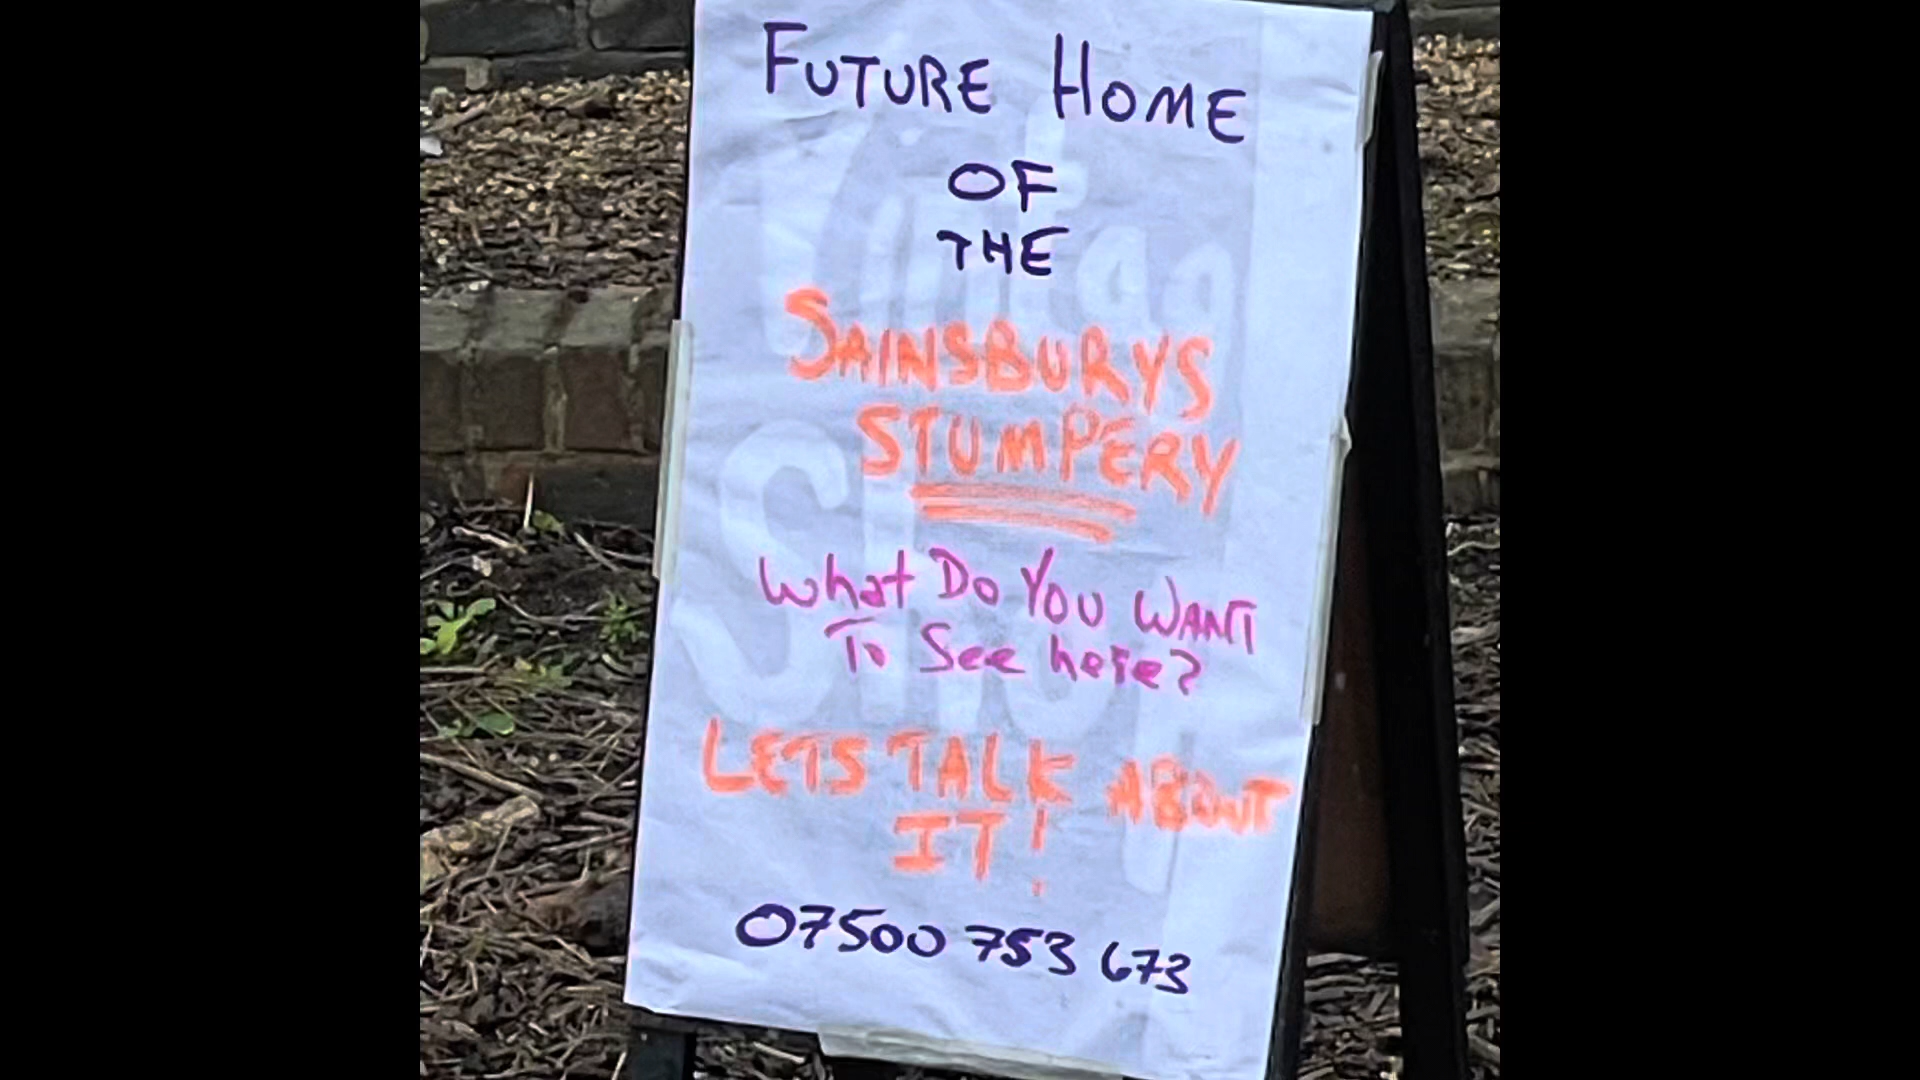 FUTURE HOME
OF
THE
SAINSBURYS
STUMPERY
What Do You WANT
To See here?
LETS TALK ABOUT
IT!
07500 753 673